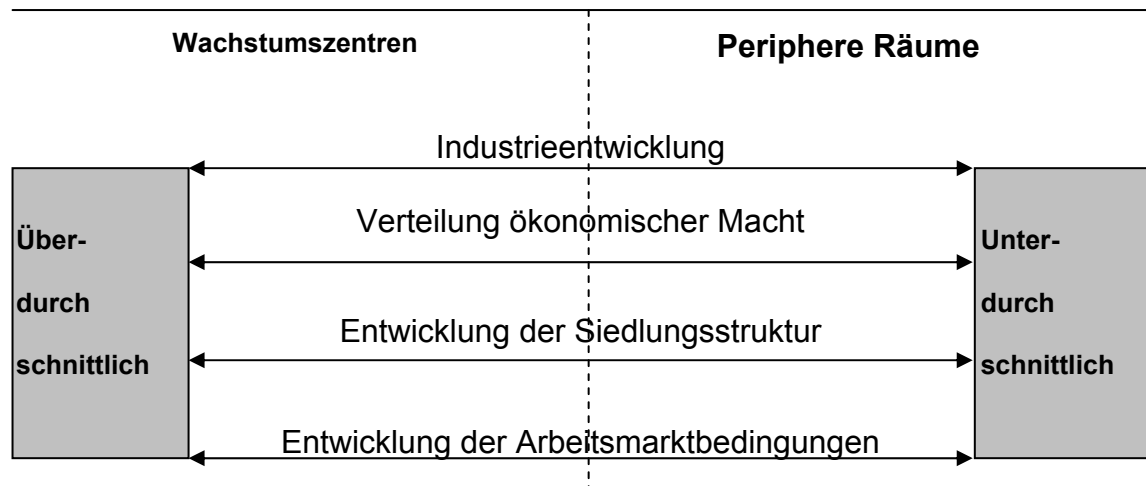 Wachstumszentren
Periphere Räume
Industrieentwicklung
Verteilung ökonomischer Macht
Über-
durch
schnittlich
Unter-
durch
schnittlich
Entwicklung der Siedlungsstruktur
Entwicklung der Arbeitsmarktbedingungen